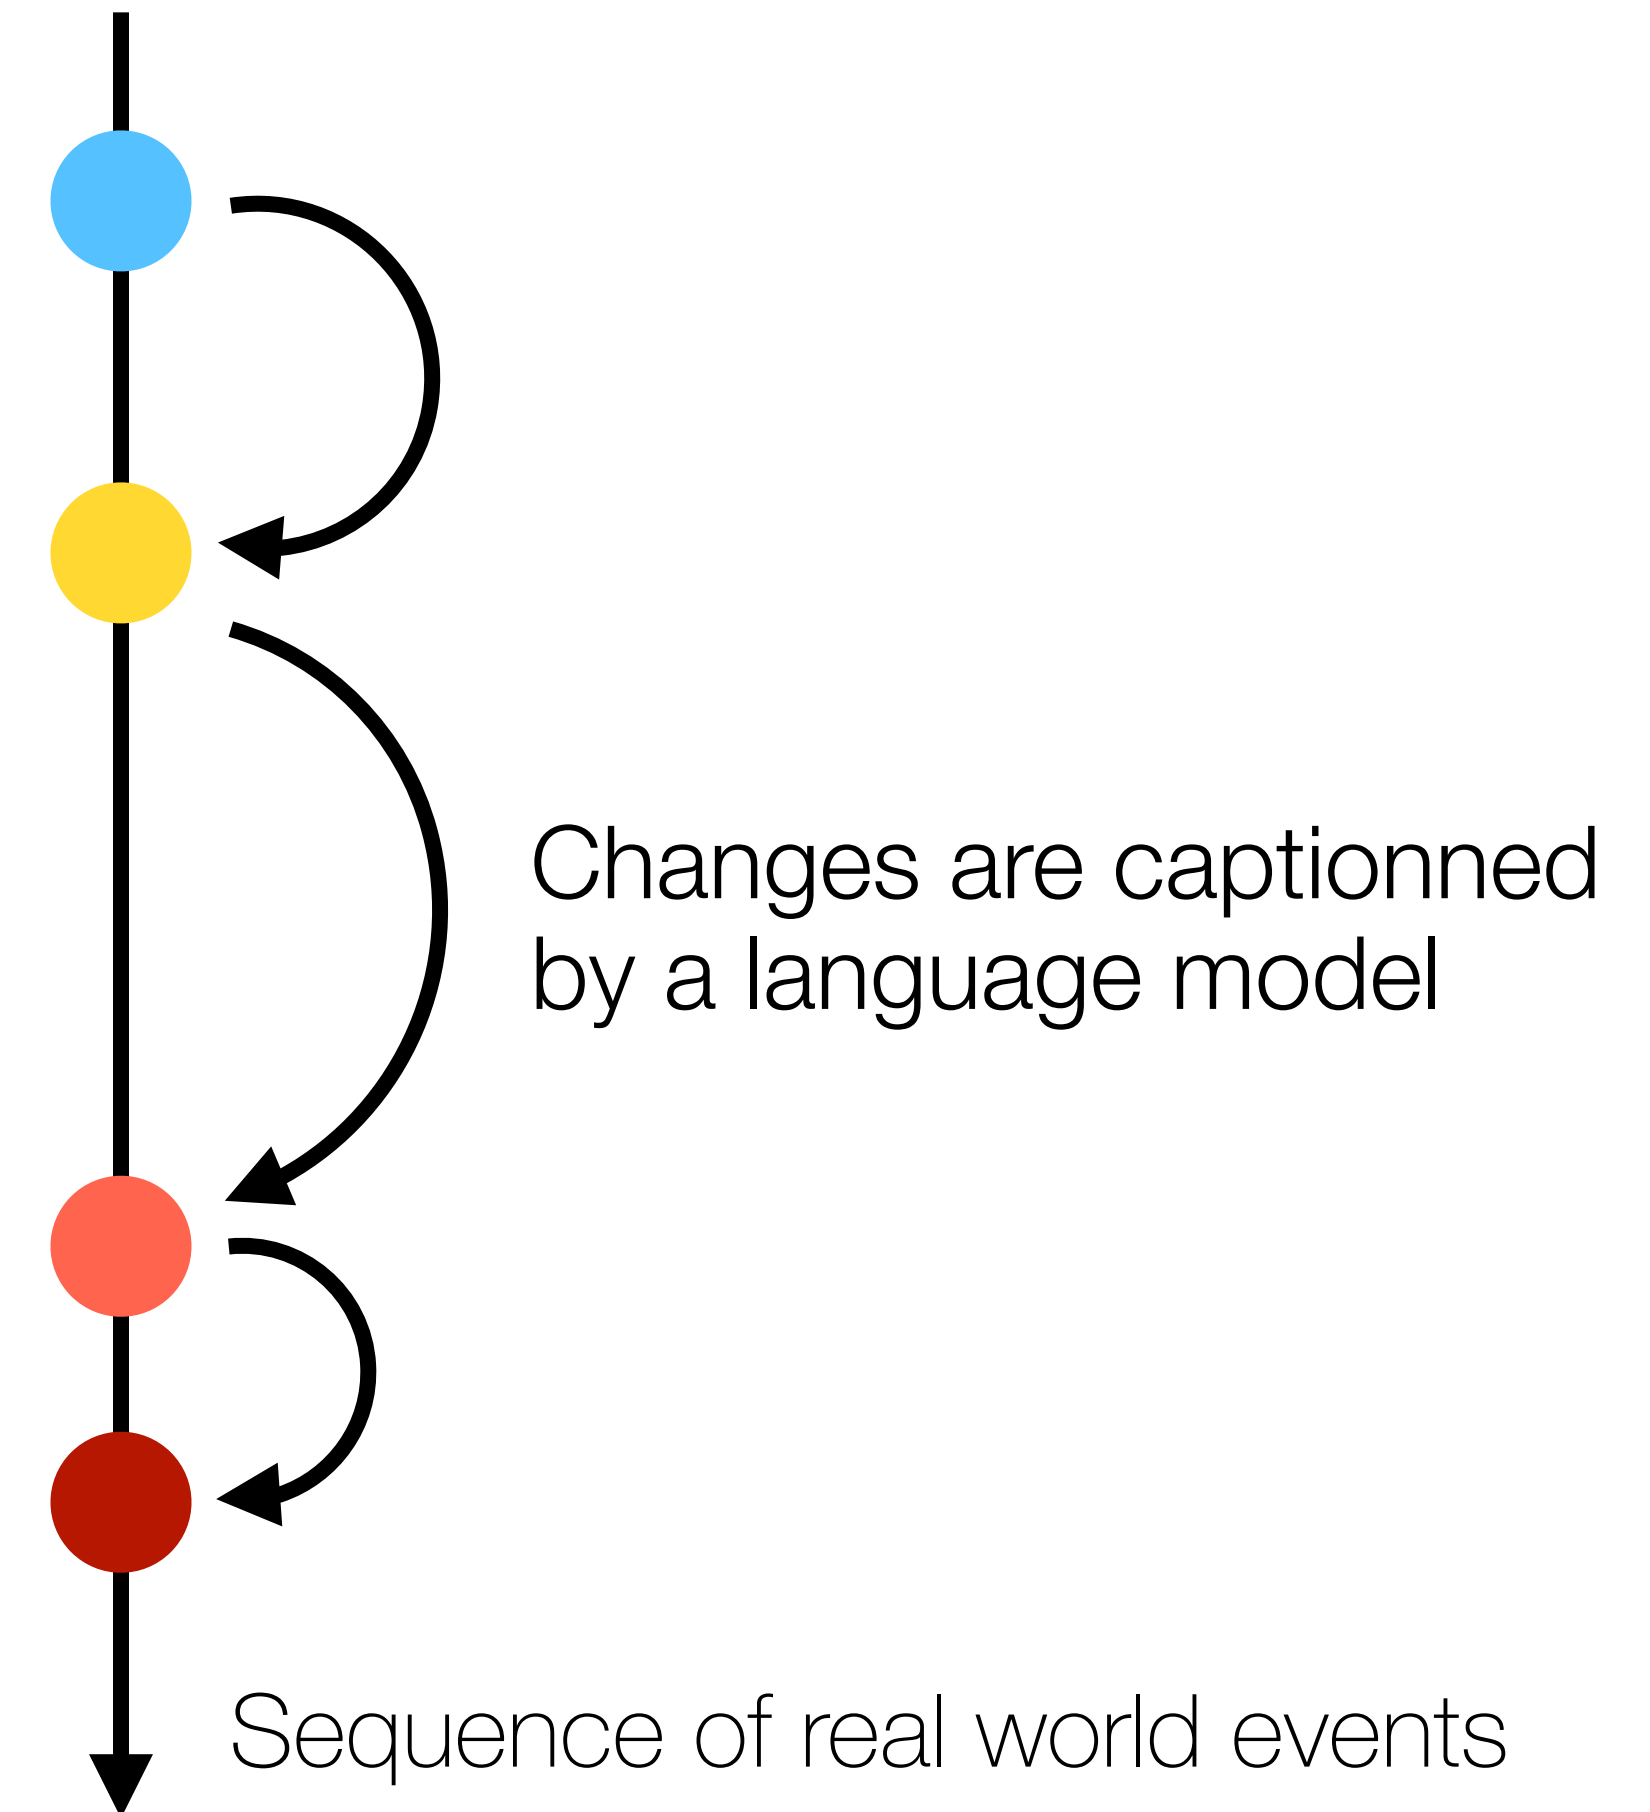 Changes are captionned
by a language model
Sequence of real world events